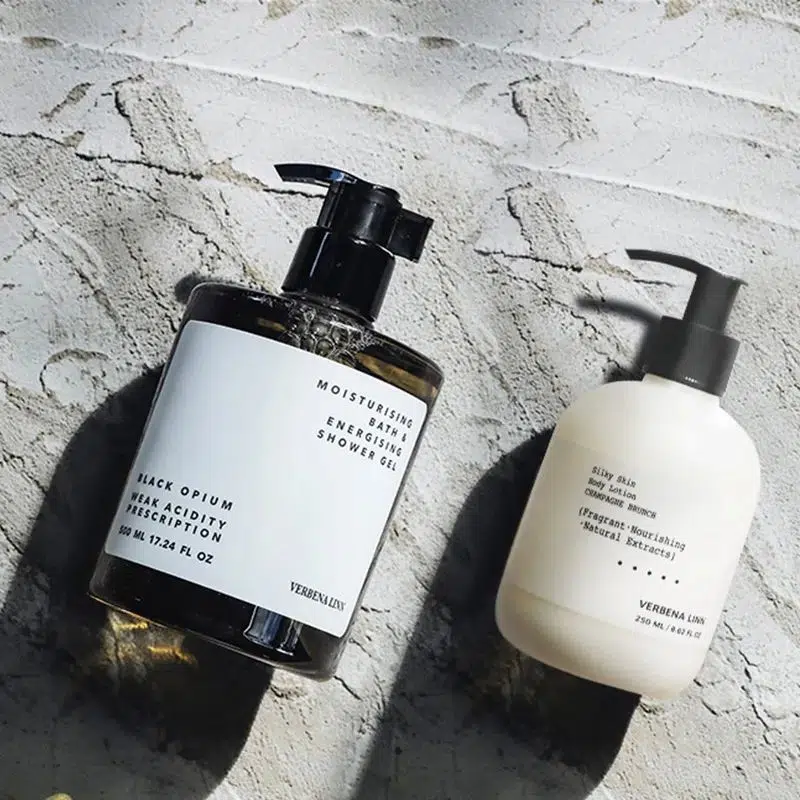 MOISTURISING
BATH &
ENERGISING
SHOWER GEL
BLACK OPIUM
WEAK ACIDITY
PRESCRIPTION
500 ML 17.24 FL OZ
VERBENA LINN
Silky Skin
Body Lotion
CHAMPAGNE BRUNCH
(Fragrant·Nourishing
·Natural Extracts)
VERBENA LINN
250 ML / 8.62 FL OZ